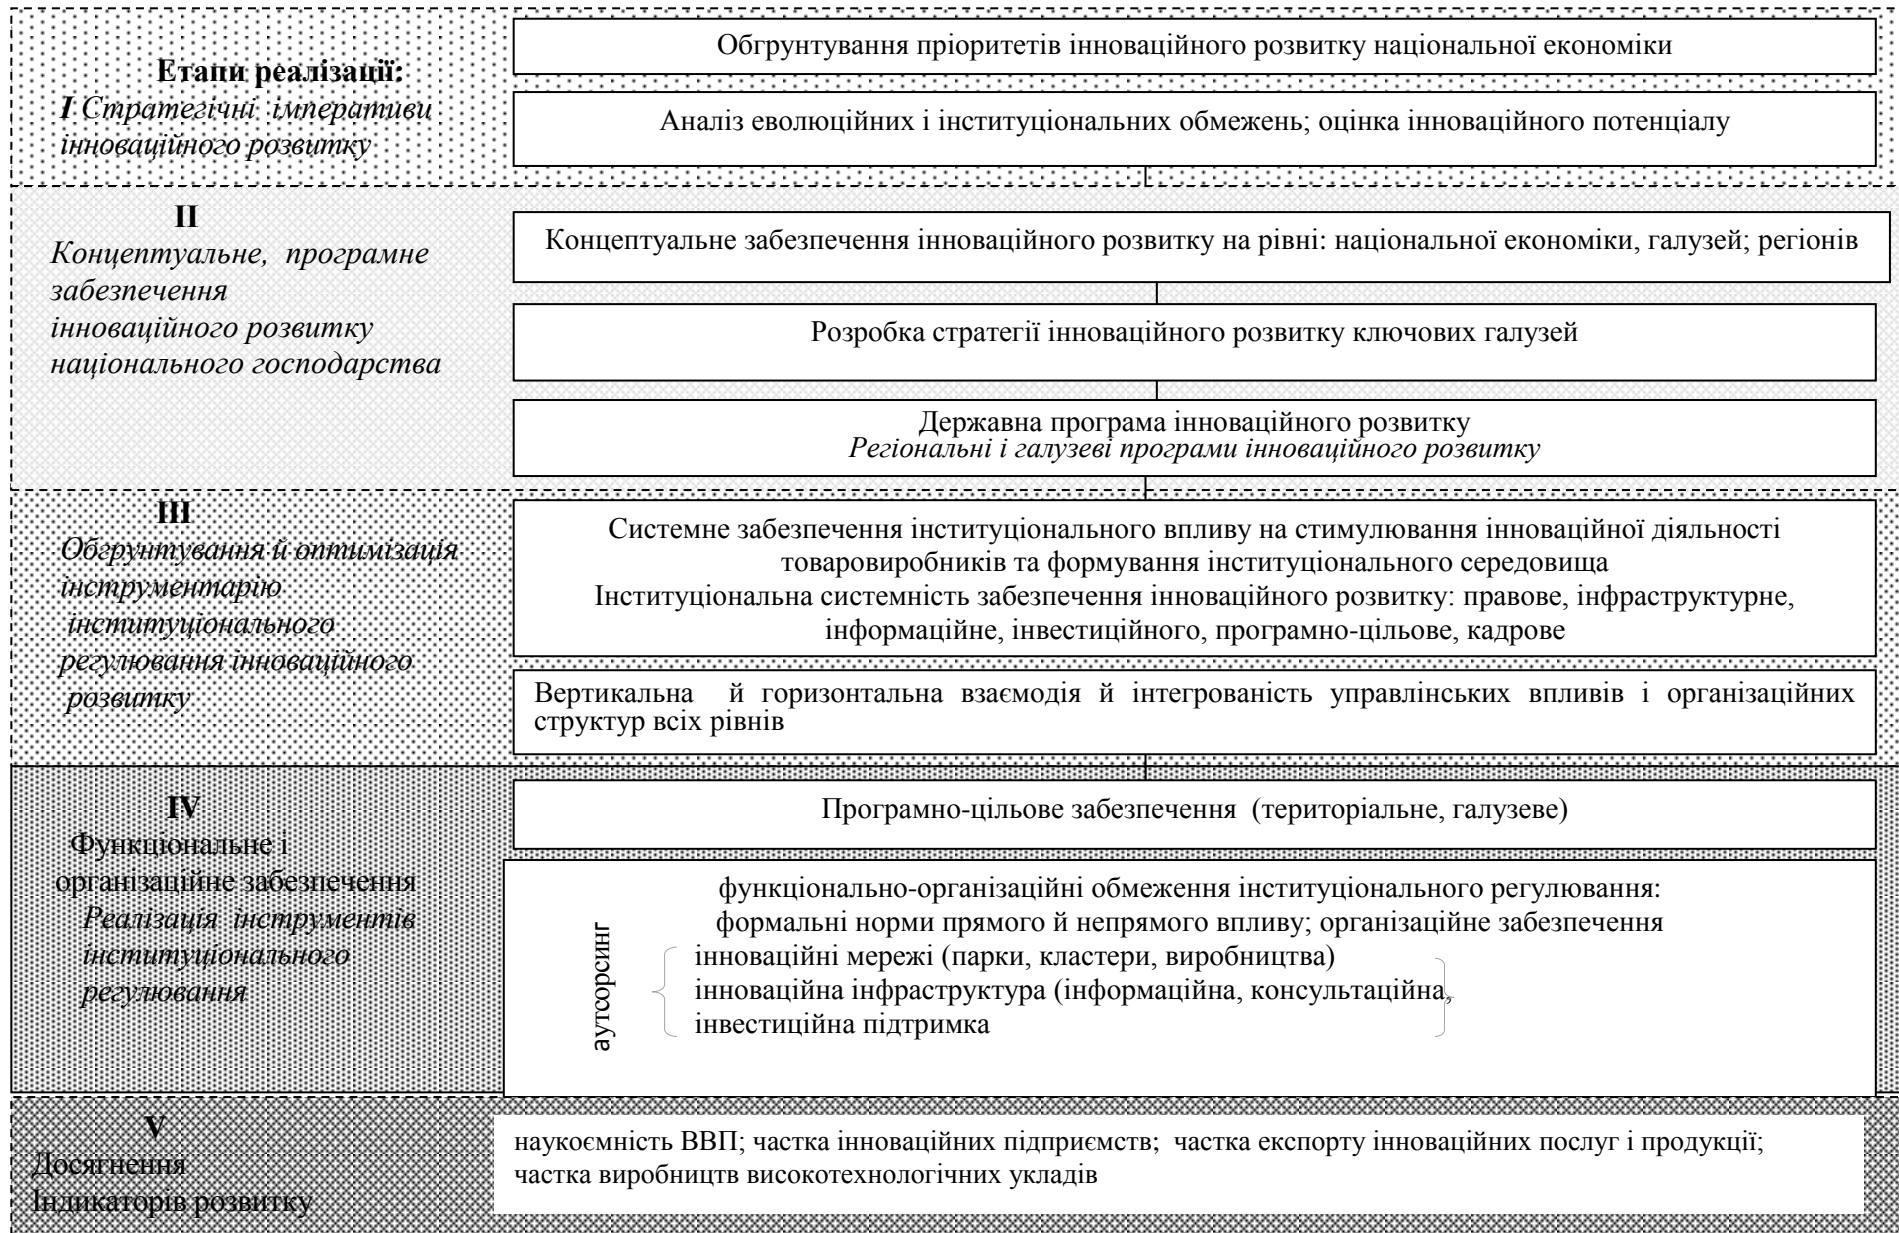 Етапи реалізації:
I Стратегічні імперативи
інноваційного розвитку
Обгрунтування пріоритетів інноваційного розвитку національної економіки
Аналіз еволюційних і інституціональних обмежень; оцінка інноваційного потенціалу
II
Концептуальне, програмне
забезпечення
інноваційного розвитку
національного господарства
Концептуальне забезпечення інноваційного розвитку на рівні: національної економіки, галузей; регіонів
Розробка стратегії інноваційного розвитку ключових галузей
Державна програма інноваційного розвитку
Регіональні і галузеві програми інноваційного розвитку
III
Обгрунтування й оптимізація
інструментарію
інституціонального
регулювання інноваційного
розвитку
Системне забезпечення інституціонального впливу на стимулювання інноваційної діяльності
товаровиробників та формування інституціонального середовища
Інституціональна системність забезпечення інноваційного розвитку: правове, інфраструктурне,
інформаційне, інвестиційного, програмно-цільове, кадрове
Вертикальна й горизонтальна взаємодія й інтегрованість управлінських впливів і організаційних
структур всіх рівнів
IV
Функціональне і
організаційне забезпечення
Реалізація інструментів
інституціонального
регулювання
Програмно-цільове забезпечення (територіальне, галузеве)
функціонально-організаційні обмеження інституціонального регулювання:
формальні норми прямого й непрямого впливу; організаційне забезпечення
аутсорсинг
інноваційні мережі (парки, кластери, виробництва)
інноваційна інфраструктура (інформаційна, консультаційна,
інвестиційна підтримка
V
Досягнення
Індикаторів розвитку
наукоємність ВВП; частка інноваційних підприємств; частка експорту інноваційних послуг і продукції;
частка виробництв високотехнологічних укладів